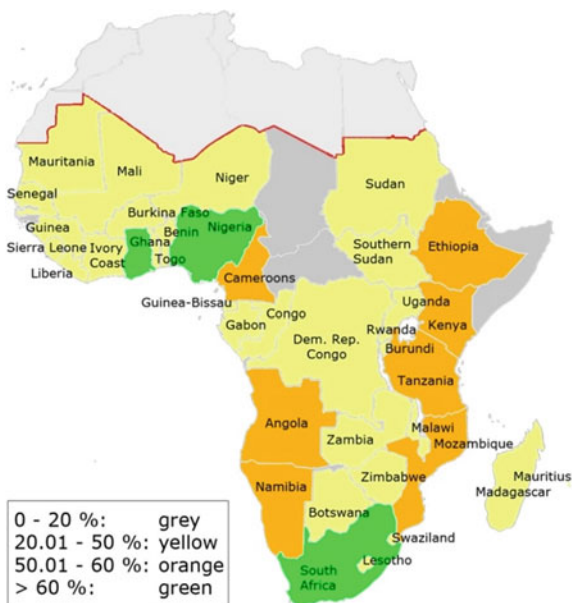 Mauritania
Mali
Niger
Sudan
Senegal
Guinea
Burkina Faso
Benin
Nigeria
Sierra Leone
Ivory
Coast
Ghana
Togo
Liberia
Southern
Sudan
Ethiopia
Cameroons
Guinea-Bissau
Congo
Gabon
Dem. Rep.
Congo
Uganda
Rwanda
Kenya
Burundi
Tanzania
Angola
Malawi
Zambia
Mozambique
Zimbabwe
Namibia
Botswana
Mauritius
Madagascar
Swaziland
Lesotho
South
Africa
0 - 20 %: grey
20.01 - 50 %: yellow
50.01 - 60 %: orange
> 60 %: green